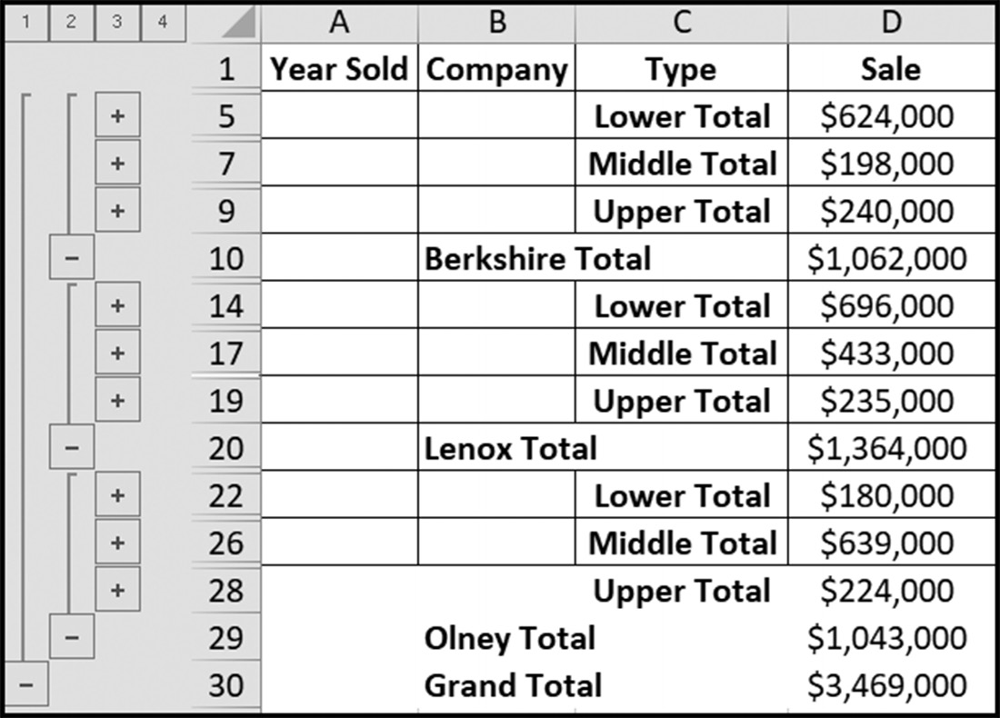 1 2 3 4 A B C D
1 Year Sold Company Type Sale
+ 5 Lower Total $624,000
+ 7 Middle Total $198,000
+ 9 Upper Total $240,000
- 10 Berkshire Total $1,062,000
+ 14 Lower Total $696,000
+ 17 Middle Total $433,000
+ 19 Upper Total $235,000
- 20 Lenox Total $1,364,000
+ 22 Lower Total $180,000
+ 26 Middle Total $639,000
+ 28 Upper Total $224,000
- 29 Olney Total $1,043,000
- 30 Grand Total $3,469,000